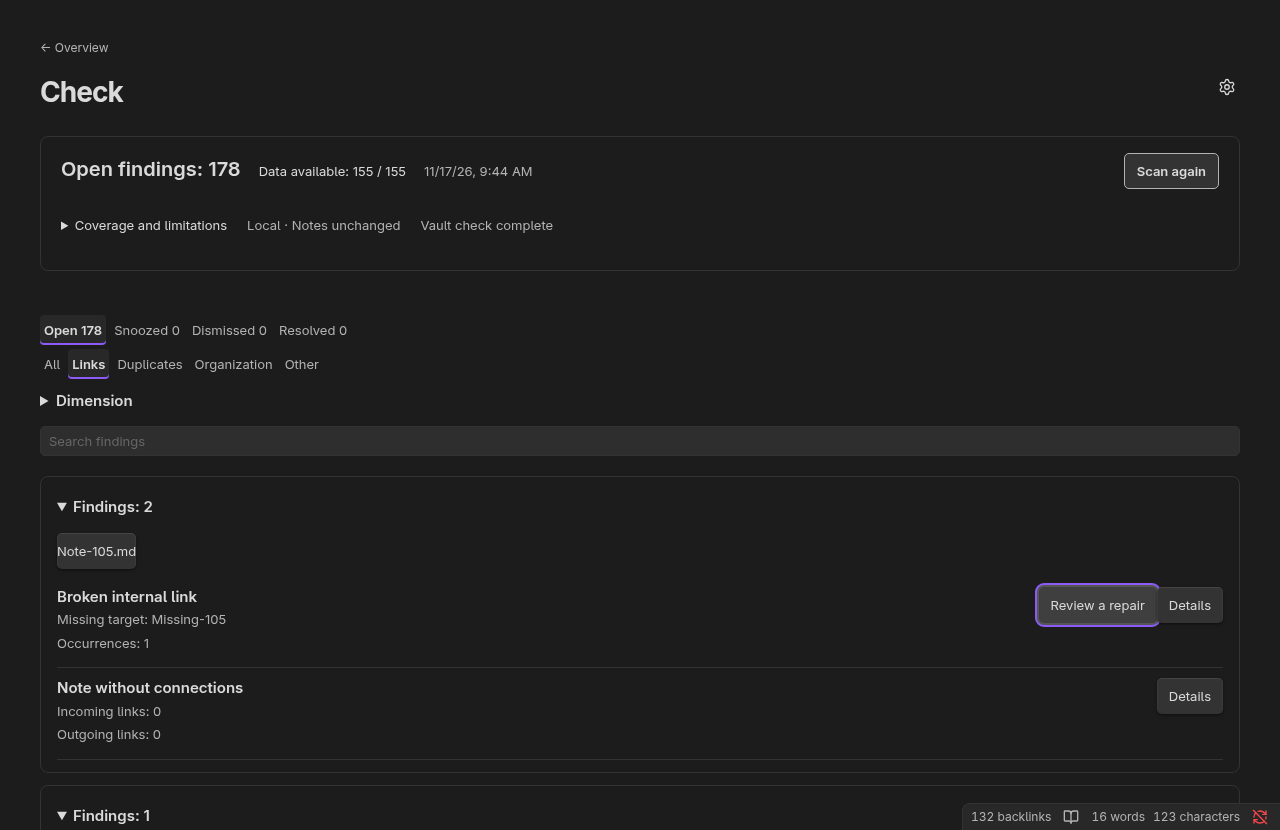 ← Overview
Check
Open findings: 178 Data available: 155 / 155 11/17/26, 9:44 AM Scan again
Coverage and limitations Local · Notes unchanged Vault check complete
Open 178 Snoozed 0 Dismissed 0 Resolved 0
All Links Duplicates Organization Other
Dimension
Search findings
Findings: 2
Note-105.md
Broken internal link
Missing target: Missing-105
Occurrences: 1
Review a repair Details
Note without connections
Incoming links: 0
Outgoing links: 0
Details
Findings: 1
132 backlinks 16 words 123 characters